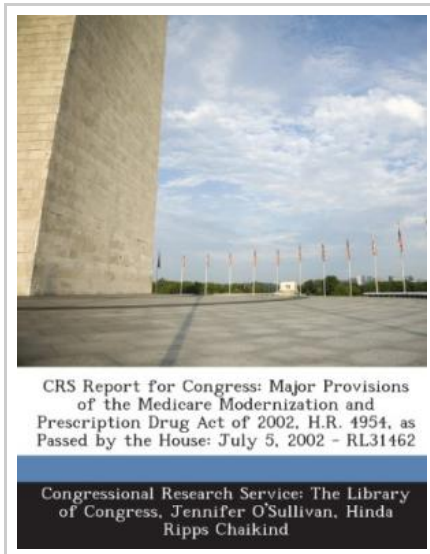 CRS Report for Congress: Major Provisions
of the Medicare Modernization and
Prescription Drug Act of 2002, H.R. 4954, as
Passed by the House: July 5, 2002 - RL31462
Congressional Research Service: The Library
of Congress, Jennifer O'Sullivan, Hinda
Ripps Chaikind